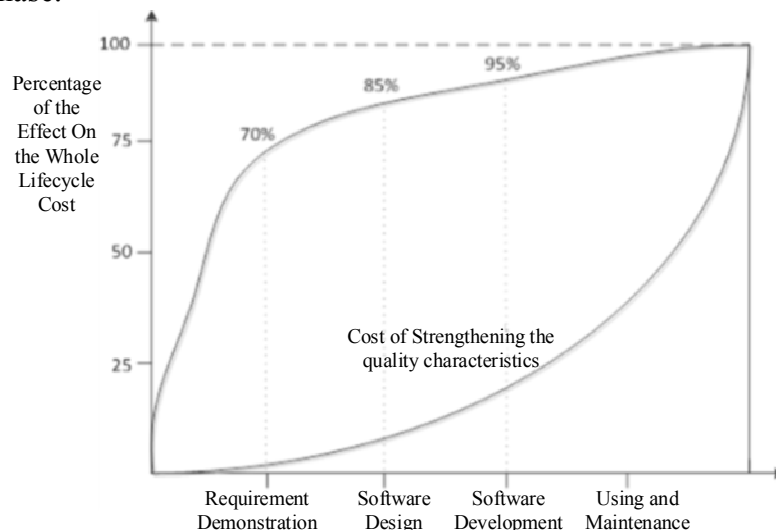 100
Percentage
of the
Effect On
the Whole
Lifecycle
Cost
95%
85%
70%
75
50
Cost of Strengthening the
quality characteristics
25
Requirement
Demonstration
Software
Design
Software
Development
Using and
Maintenance